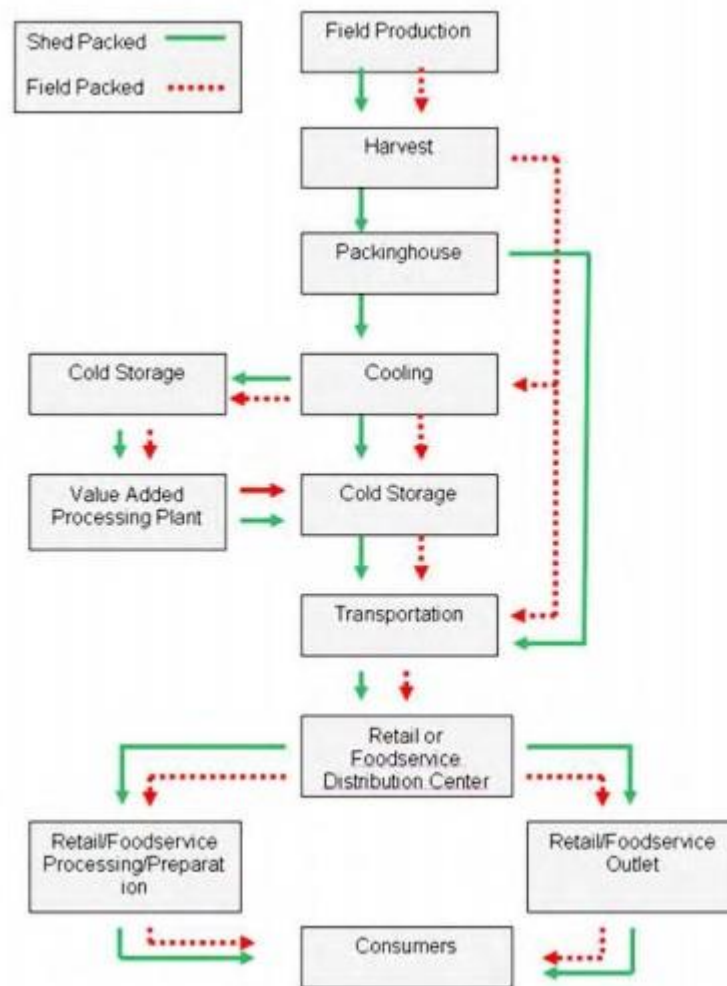 Shed Packed
Field Packed
Field Production
Harvest
Packinghouse
Cold Storage
Cooling
Value Added
Processing Plant
Cold Storage
Transportation
Retail or
Foodservice
Distribution Center
Retail/Foodservice
Processing/Preparat
ion
Retail/Foodservice
Outlet
Consumers